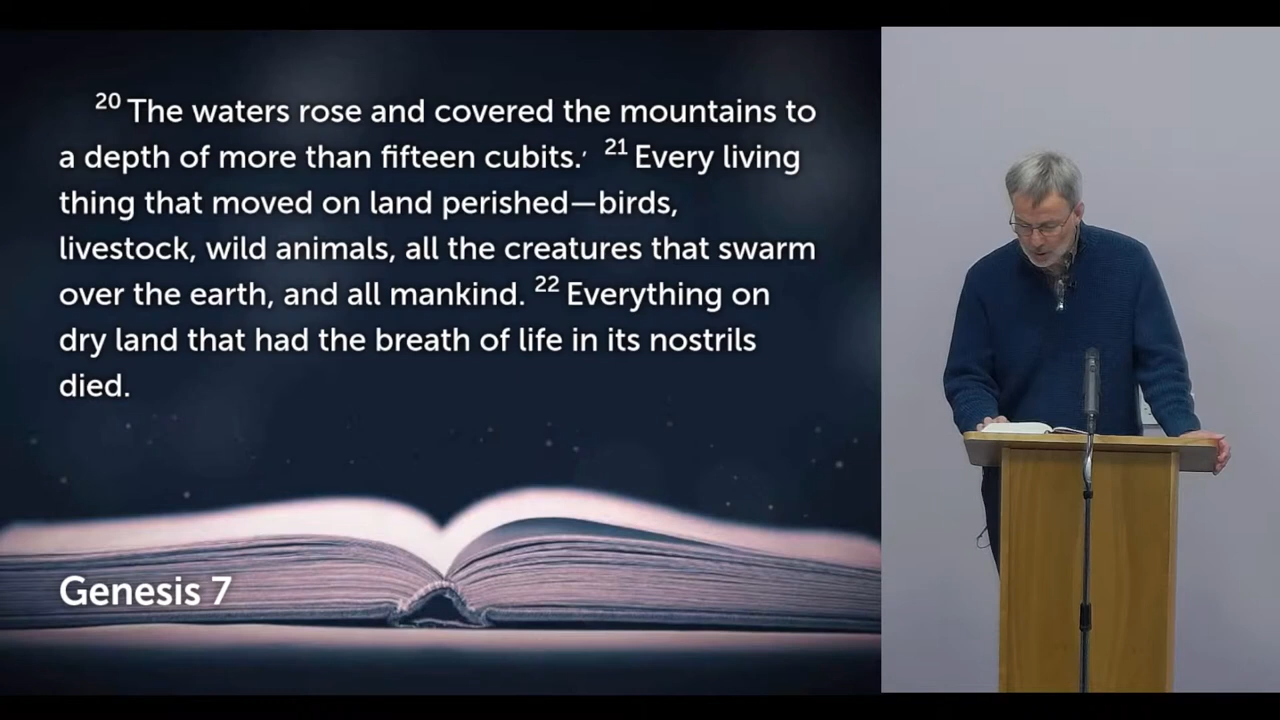 20 The waters rose and covered the mountains to
a depth of more than fifteen cubits.′ 21 Every living
thing that moved on land perished—birds,
livestock, wild animals, all the creatures that swarm
over the earth, and all mankind. 22 Everything on
dry land that had the breath of life in its nostrils
died.
Genesis 7